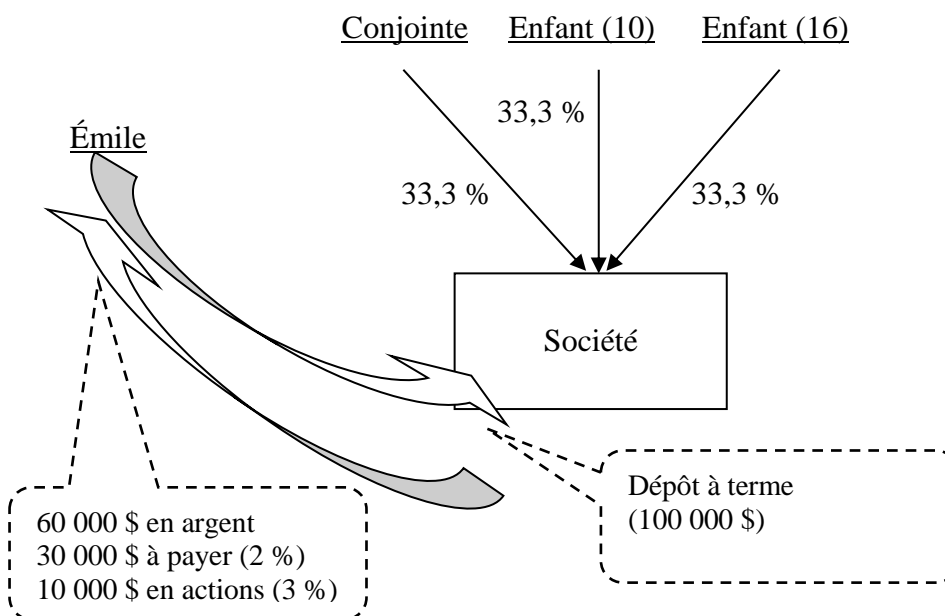 Conjointe Enfant (10) Enfant (16)
33,3 %
Émile
33,3 % 33,3 %
Société
Dépôt à terme
(100 000 $)
60 000 $ en argent
30 000 $ à payer (2 %)
10 000 $ en actions (3 %)